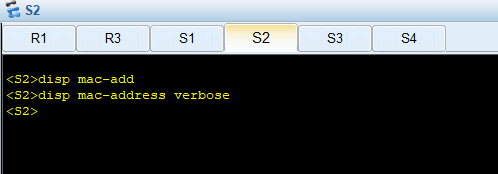 S2
R1 R3 S1 S2 S3 S4
<S2>disp mac-add
<S2>disp mac-address verbose
<S2>